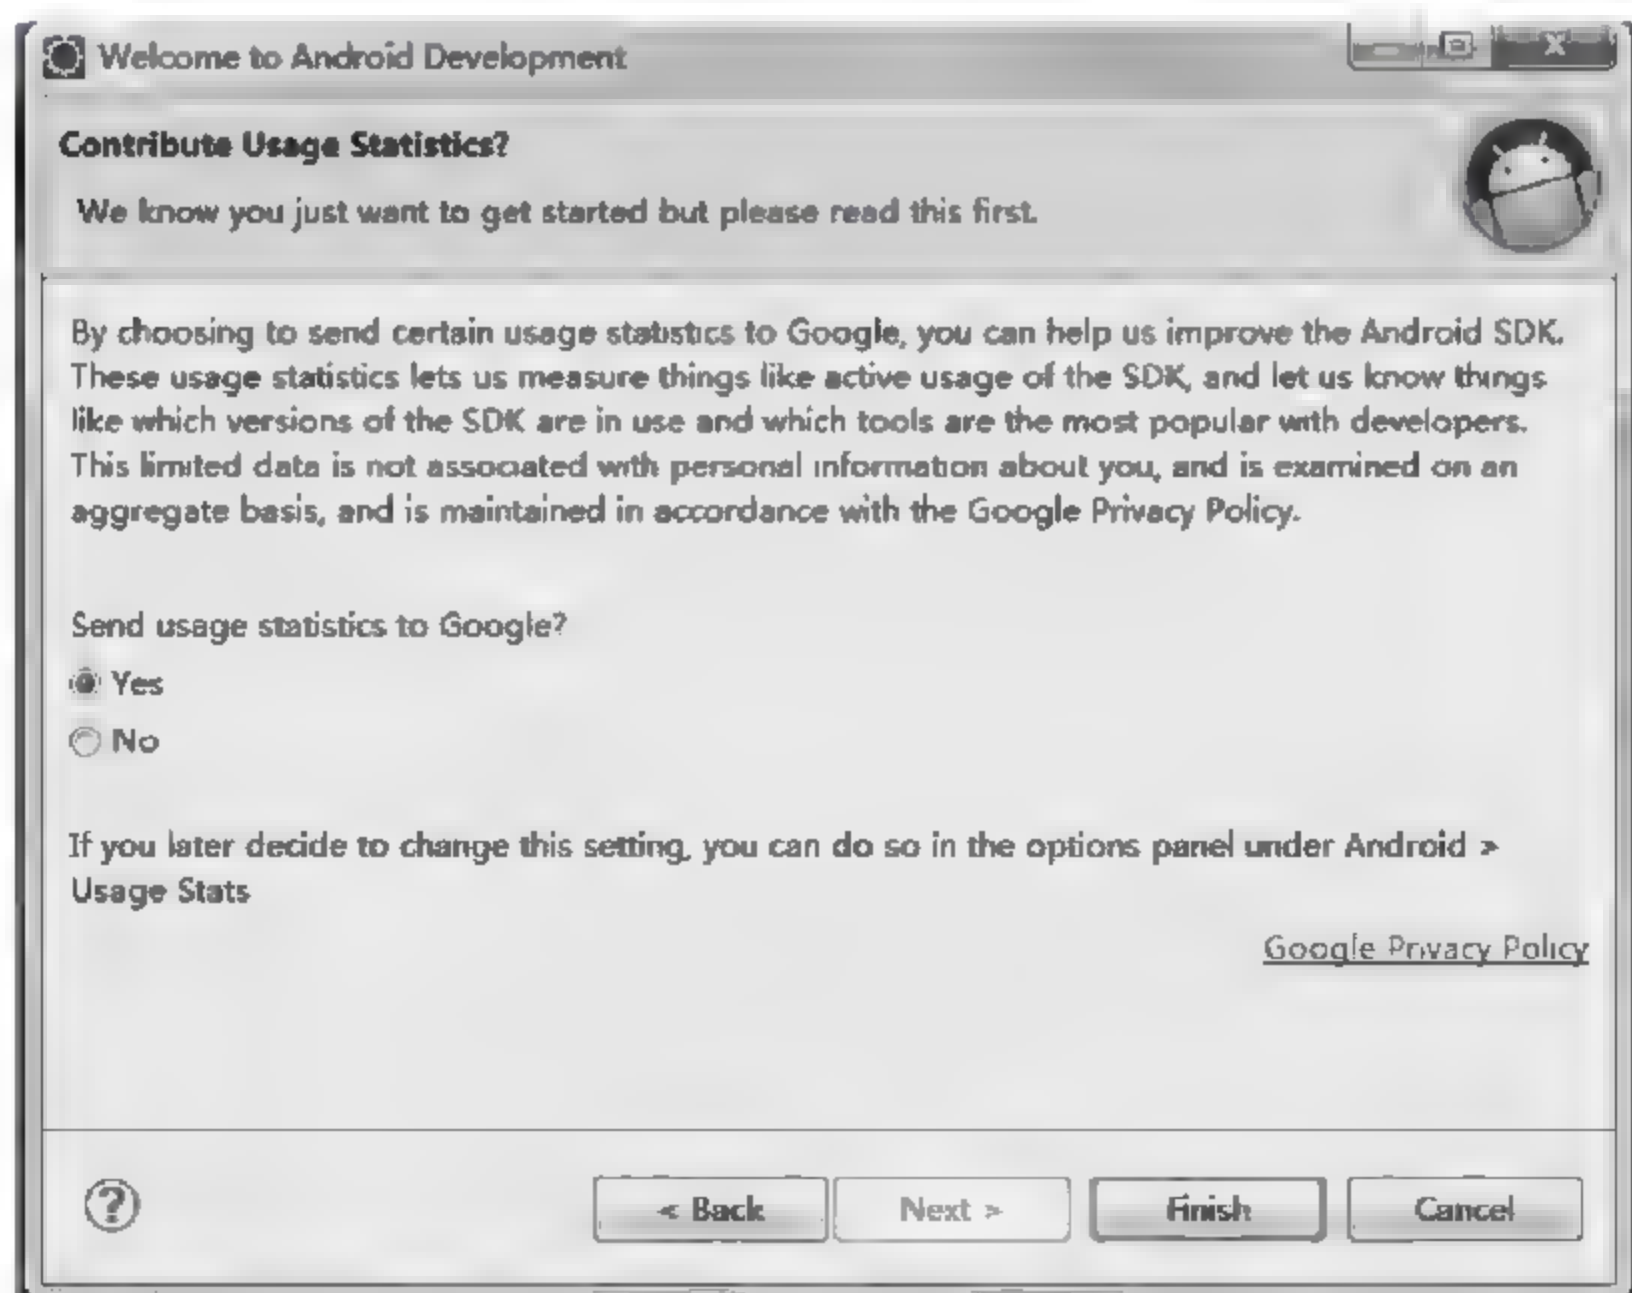 Welcome to Android Development
Contribute Usage Statistics?
We know you just want to get started but please read this first.
By choosing to send certain usage statistics to Google, you can help us improve the Android SDK.
These usage statistics lets us measure things like active usage of the SDK, and let us know things
like which versions of the SDK are in use and which tools are the most popular with developers.
This limited data is not associated with personal information about you, and is examined on an
aggregate basis, and is maintained in accordance with the Google Privacy Policy.
Send usage statistics to Google?
Yes
No
If you later decide to change this setting, you can do so in the options panel under Android >
Usage Stats
Google Privacy Policy
? < Back Next > Finish Cancel